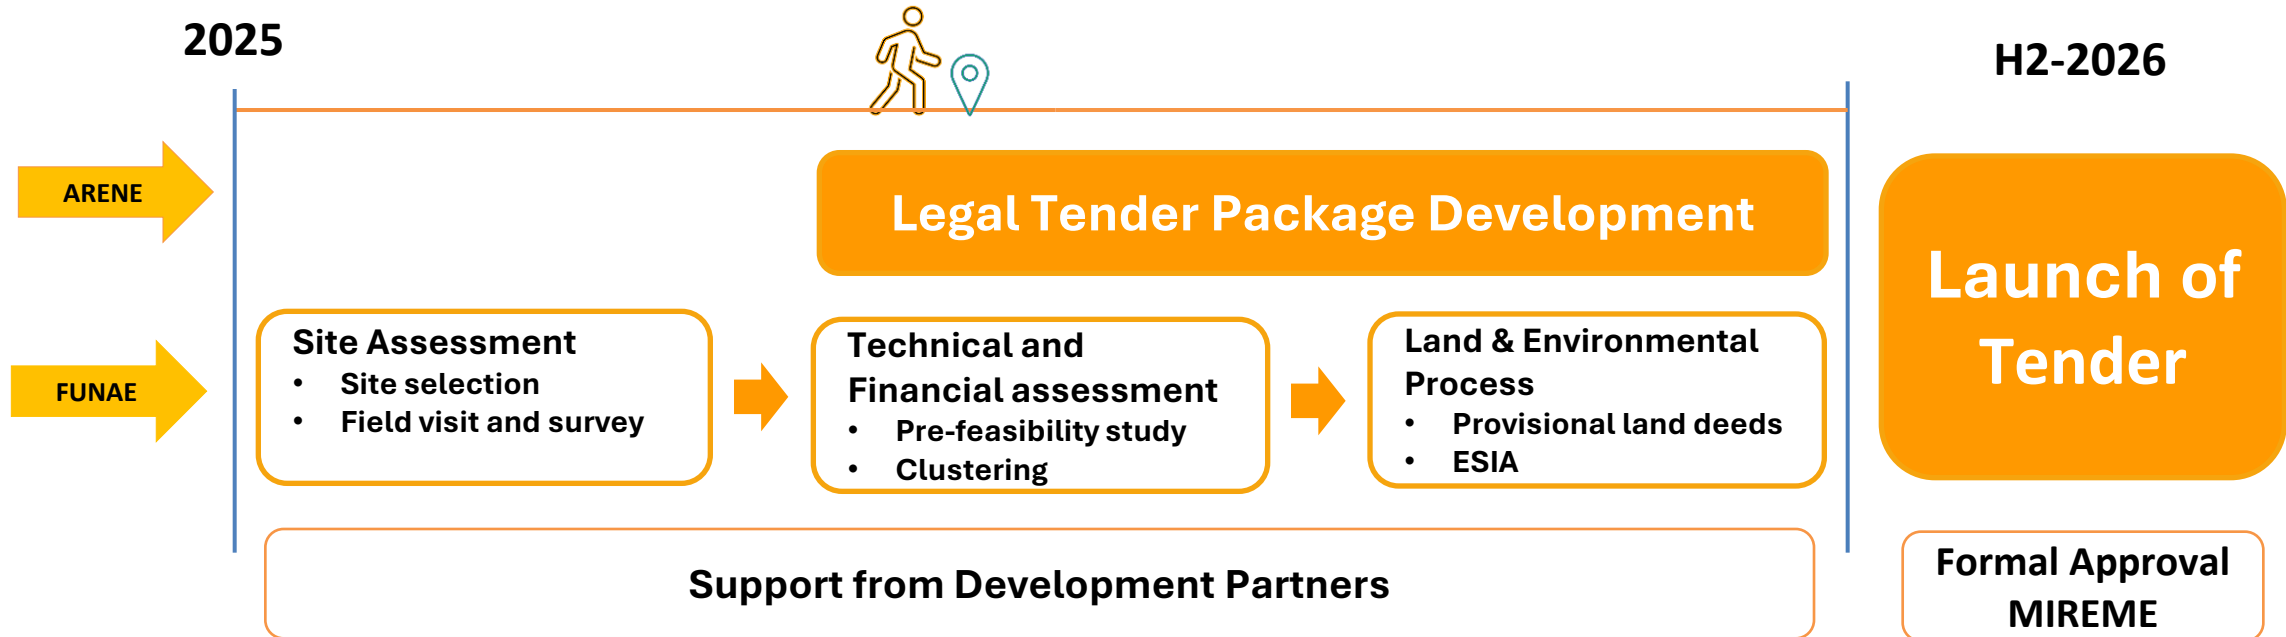 2025
H2-2026
ARENE
Legal Tender Package Development
Launch of
Tender
FUNAE
Site Assessment
• Site selection
• Field visit and survey
Technical and
Financial assessment
• Pre-feasibility study
• Clustering
Land & Environmental
Process
• Provisional land deeds
• ESIA
Support from Development Partners
Formal Approval
MIREME